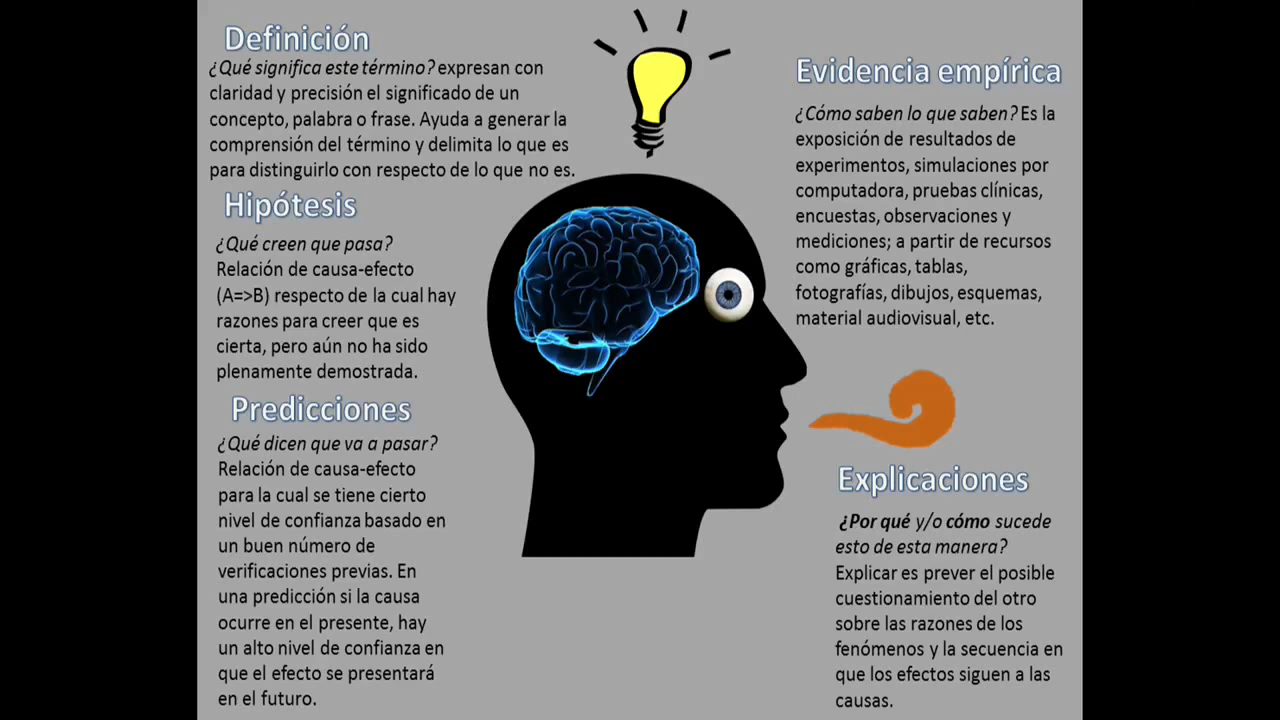 Definición
¿Qué significa este término? expresan con
claridad y precisión el significado de un
concepto, palabra o frase. Ayuda a generar la
comprensión del término y delimita lo que es
para distinguirlo con respecto de lo que no es.
Hipótesis
¿Qué creen que pasa?
Relación de causa-efecto
(A=>B) respecto de la cual hay
razones para creer que es
cierta, pero aún no ha sido
plenamente demostrada.
Predicciones
¿Qué dicen que va a pasar?
Relación de causa-efecto
para la cual se tiene cierto
nivel de confianza basado en
un buen número de
verificaciones previas. En
una predicción si la causa
ocurre en el presente, hay
un alto nivel de confianza en
que el efecto se presentará
en el futuro.
Evidencia empírica
¿Cómo saben lo que saben? Es la
exposición de resultados de
experimentos, simulaciones por
computadora, pruebas clínicas,
encuestas, observaciones y
mediciones; a partir de recursos
como gráficas, tablas,
fotografías, dibujos, esquemas,
material audiovisual, etc.
Explicaciones
¿Por qué y/o cómo sucede
esto de esta manera?
Explicar es prever el posible
cuestionamiento del otro
sobre las razones de los
fenómenos y la secuencia en
que los efectos siguen a las
causas.